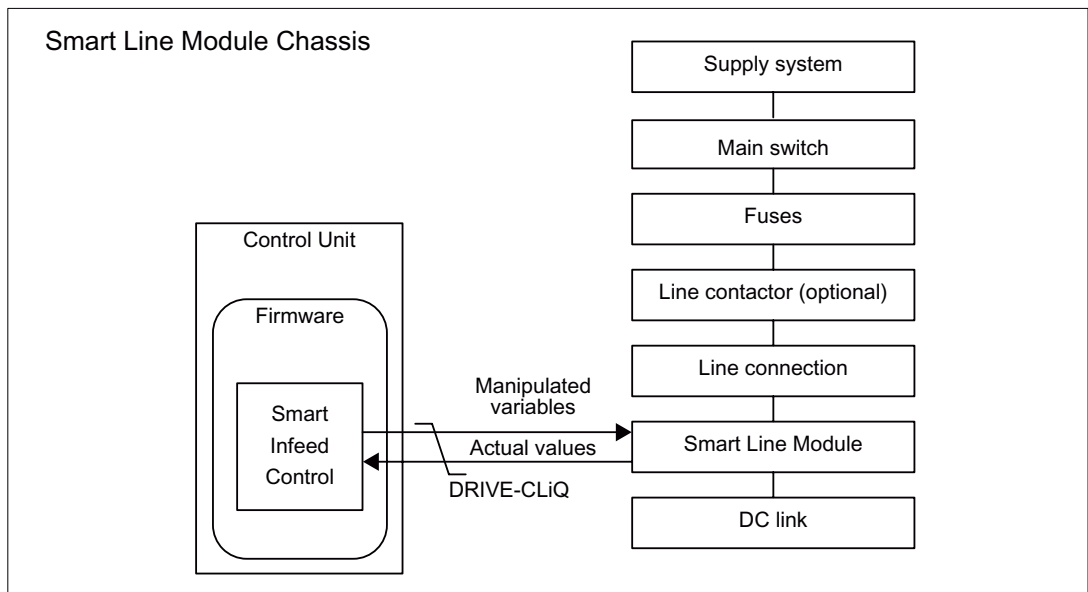 Smart Line Module Chassis
Supply system
Main switch
Fuses
Line contactor (optional)
Line connection
Smart Line Module
DC link
Control Unit
Firmware
Smart
Infeed
Control
Manipulated
variables
Actual values
DRIVE-CLiQ